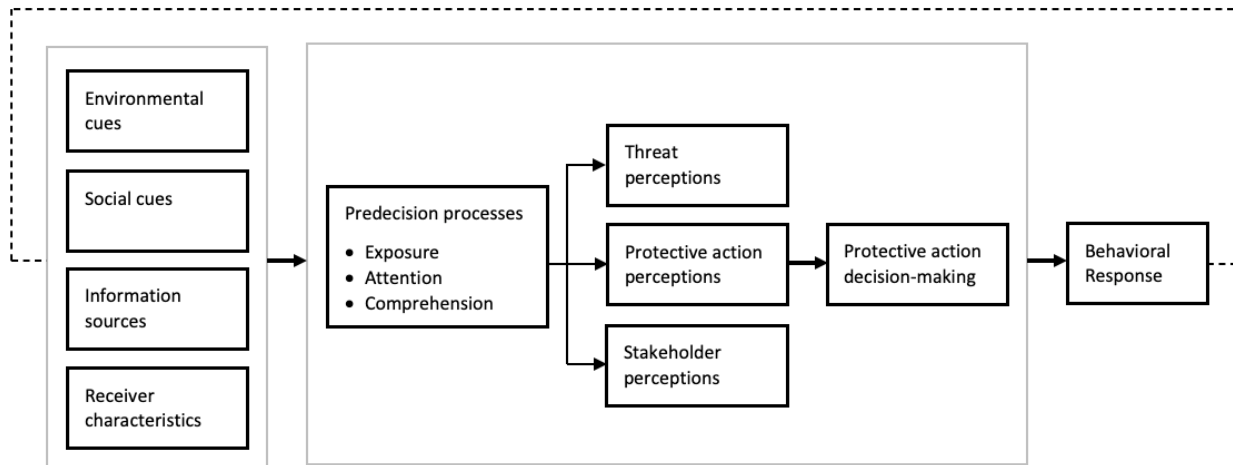 Environmental
cues
Social cues
Information
sources
Receiver
characteristics
Predecision processes
• Exposure
• Attention
• Comprehension
Threat
perceptions
Protective action
perceptions
Stakeholder
perceptions
Protective action
decision-making
Behavioral
Response